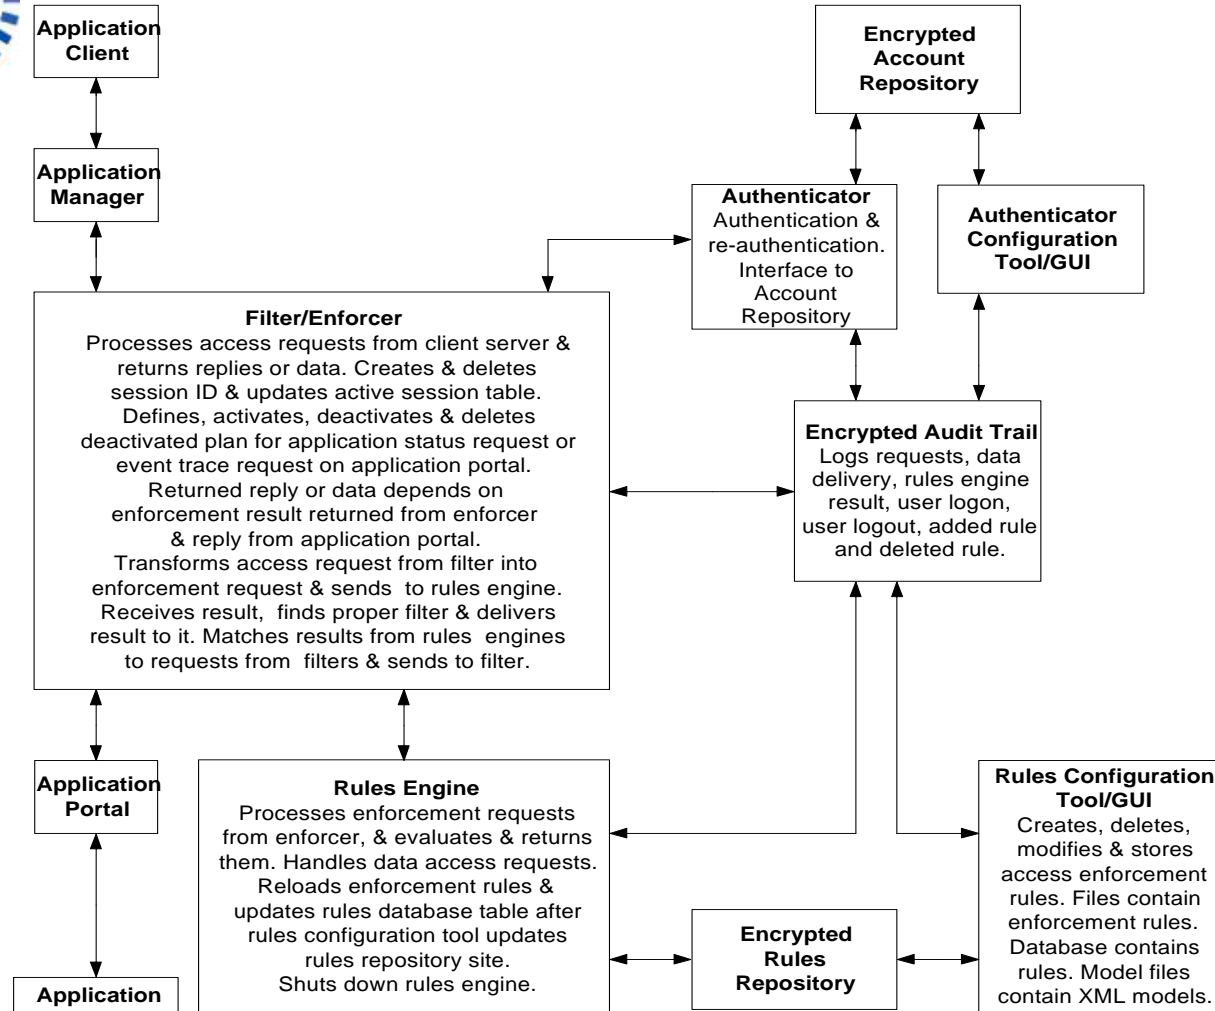 Application
Client
Encrypted
Account
Repository
Application
Manager
Authenticator
Authentication &
re-authentication.
Interface to
Account
Repository
Authenticator
Configuration
Tool/GUI
Filter/Enforcer
Processes access requests from client server &
returns replies or data. Creates & deletes
session ID & updates active session table.
Defines, activates, deactivates & deletes
deactivated plan for application status request or
event trace request on application portal.
Returned reply or data depends on
enforcement result returned from enforcer
& reply from application portal.
Transforms access request from filter into
enforcement request & sends to rules engine.
Receives result, finds proper filter & delivers
result to it. Matches results from rules engines
to requests from filters & sends to filter.
Encrypted Audit Trail
Logs requests, data
delivery, rules engine
result, user logon,
user logout, added rule
and deleted rule.
Application
Portal
Rules Engine
Processes enforcement requests
from enforcer, & evaluates & returns
them. Handles data access requests.
Reloads enforcement rules &
updates rules database table after
rules configuration tool updates
rules repository site.
Shuts down rules engine.
Rules Configuration
Tool/GUI
Creates, deletes,
modifies & stores
access enforcement
rules. Files contain
enforcement rules.
Database contains
rules. Model files
contain XML models.
Encrypted
Rules
Repository
Application